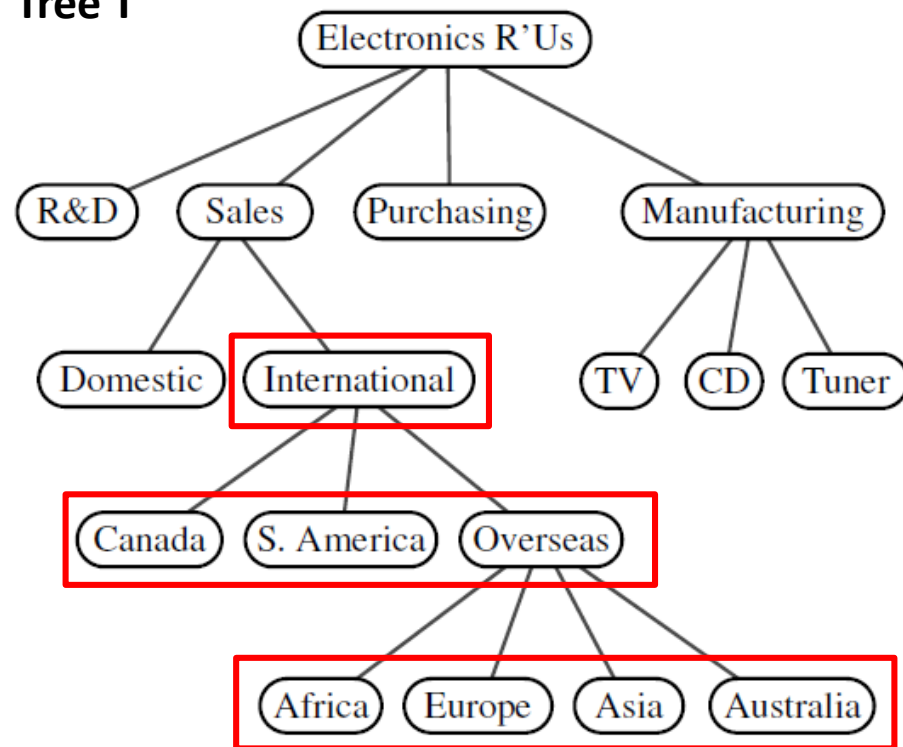 Tree 1
Electronics R'Us
R&D Sales Purchasing Manufacturing
Domestic International TV CD Tuner
Canada S. America Overseas
Africa Europe Asia Australia